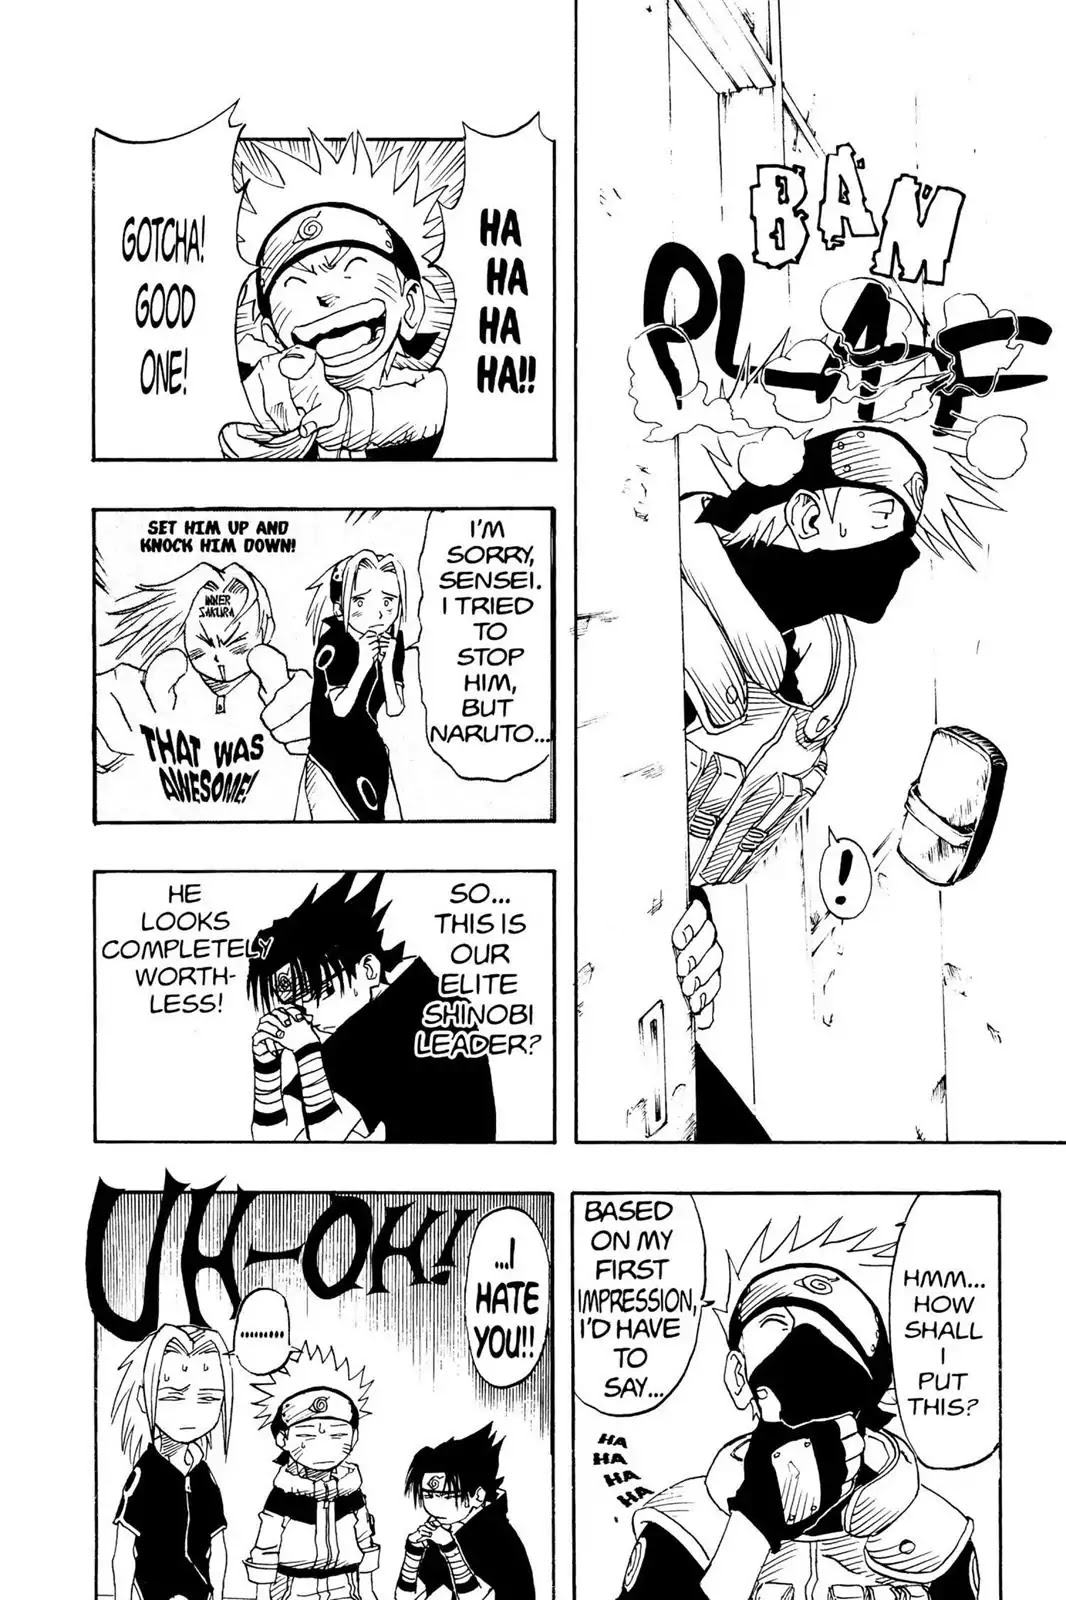 BAM
PLAF
!
HA
HA
HA
HA!!
GOTCHA!
GOOD
ONE!
I'M
SORRY,
SENSEI.
I TRIED
TO
STOP
HIM,
BUT
NARUTO...
SET HIM UP AND
KNOCK HIM DOWN!
INNER
SAKURA
THAT WAS
AWESOME!
SO...
THIS IS
OUR
ELITE
SHINOBI
LEADER?
HE
LOOKS
COMPLETELY
WORTH-
LESS!
HMM...
HOW
SHALL
I
PUT
THIS?
BASED
ON MY
FIRST
IMPRESSION,
I'D HAVE
TO
SAY...
HA
HA
HA
HA
...I
HATE
YOU!!
UH-OH!
.........